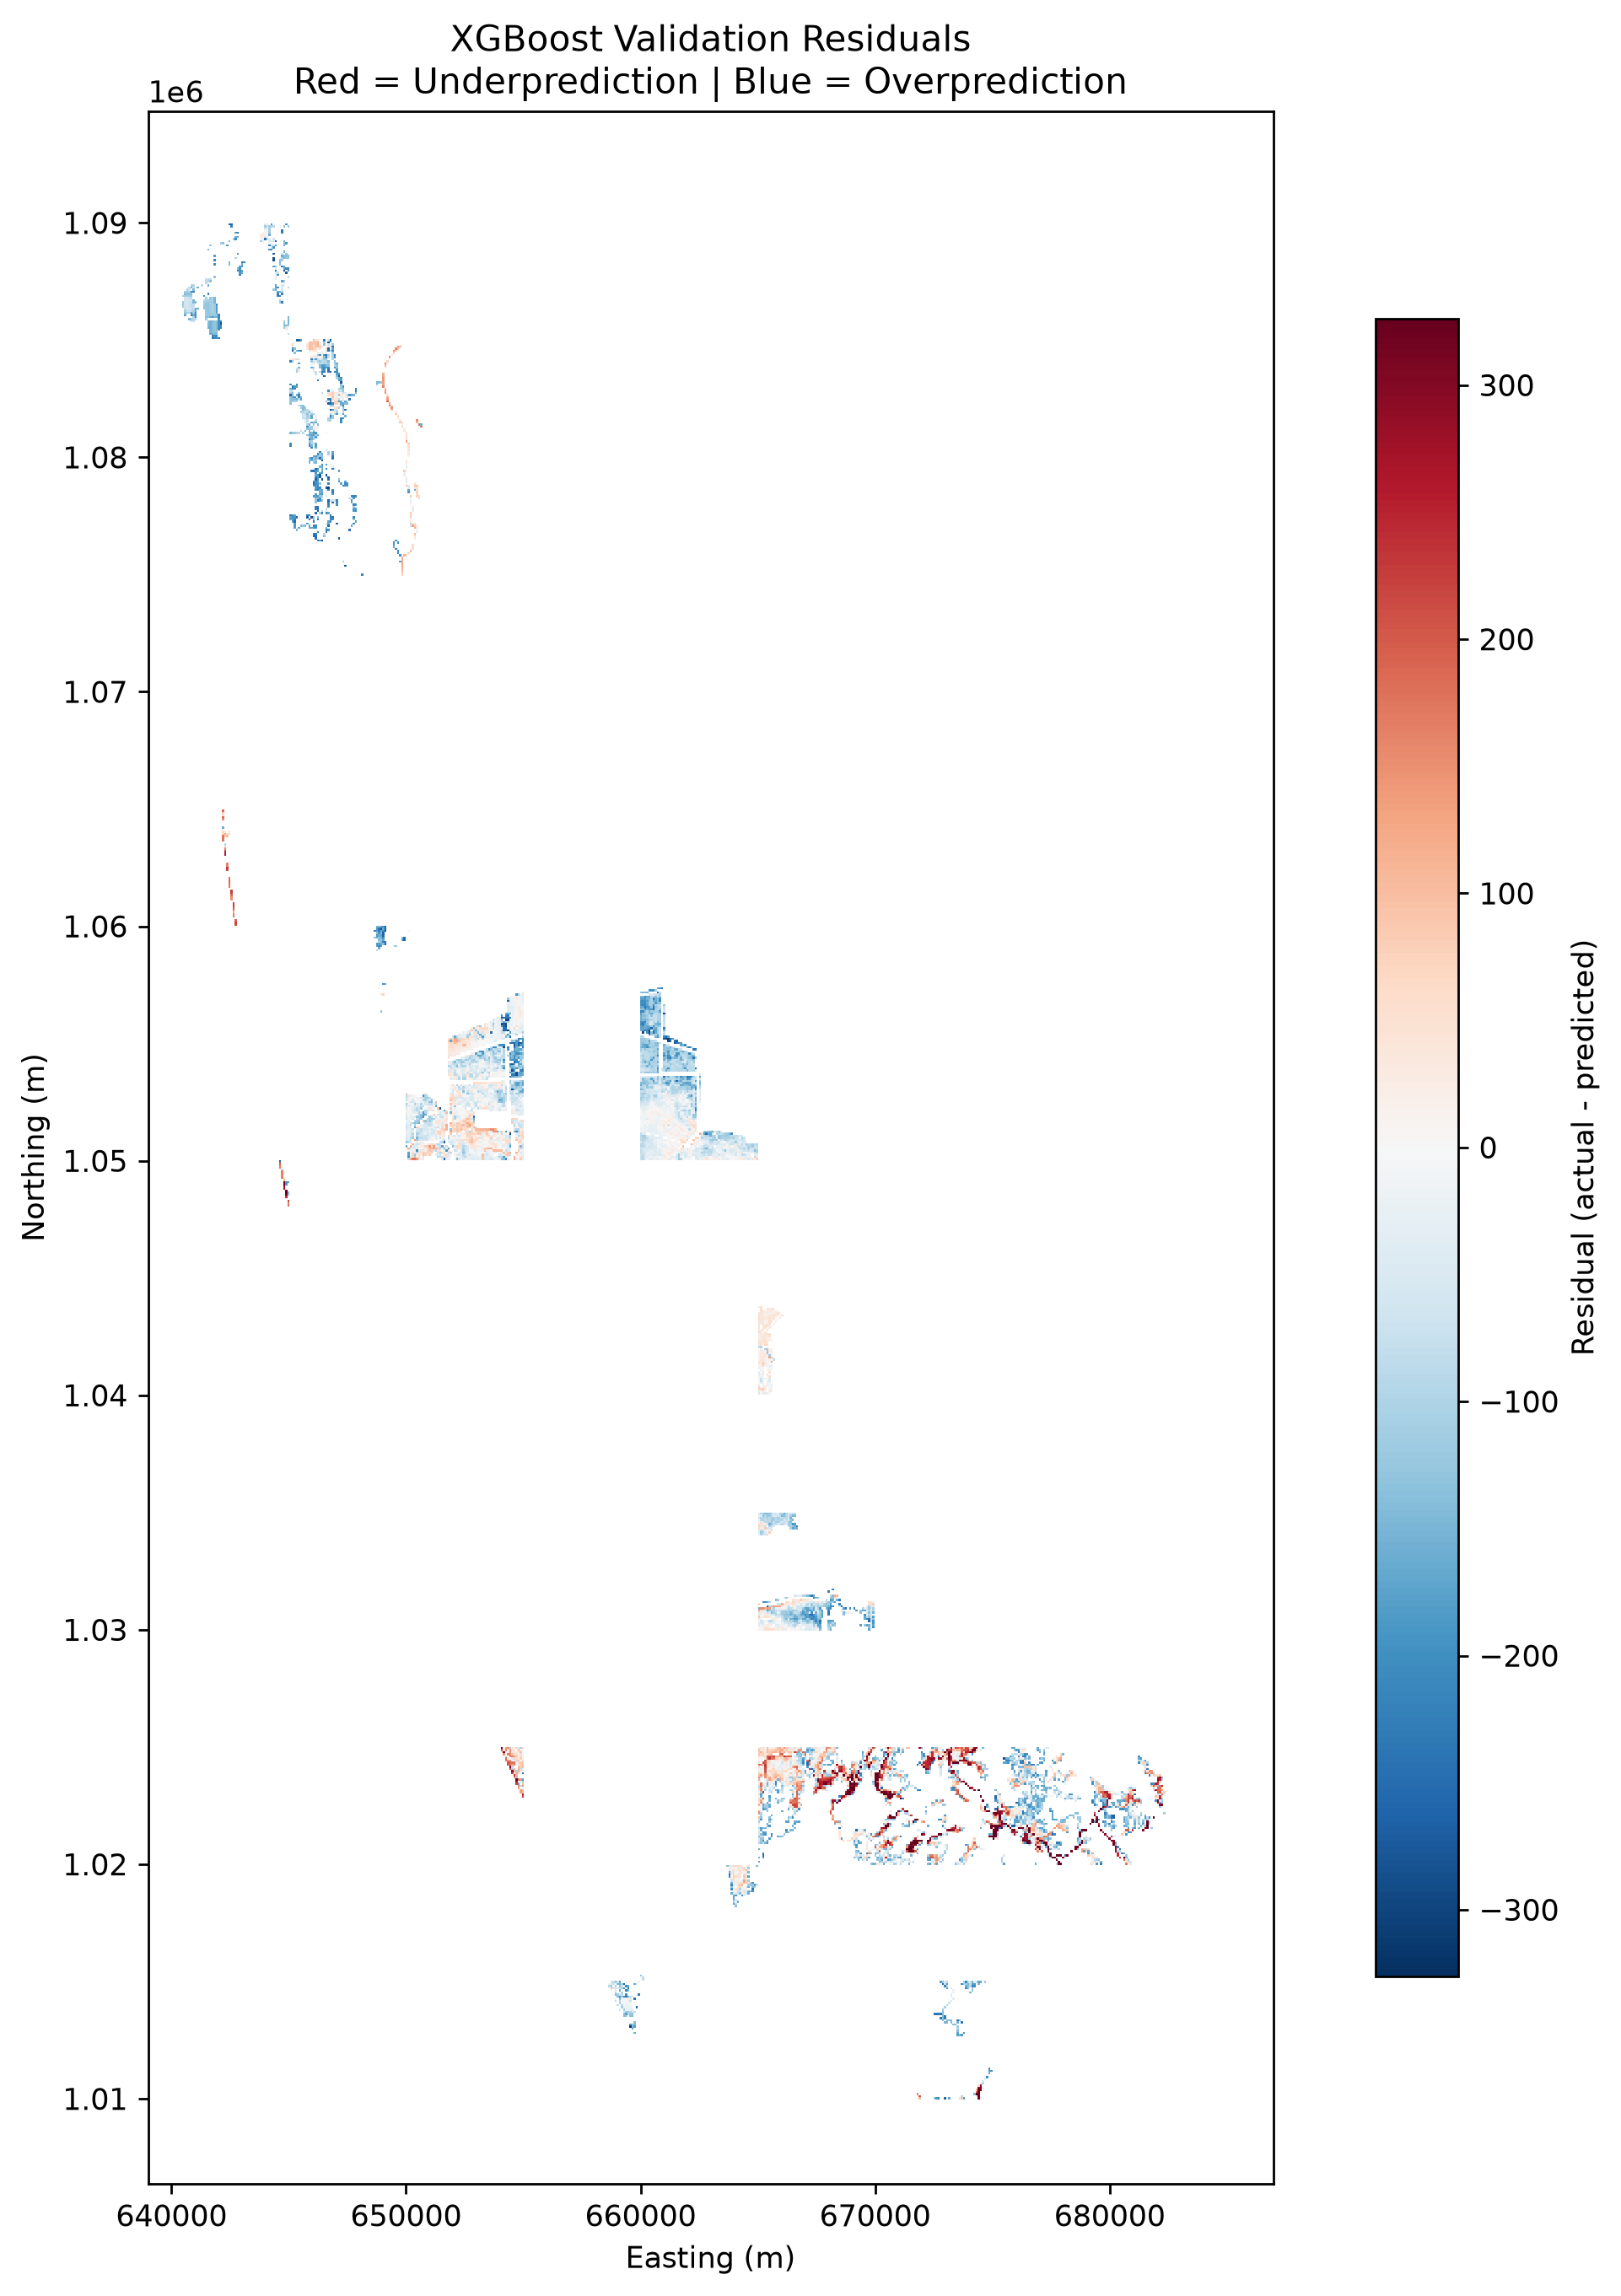 XGBoost Validation Residuals
Red = Underprediction | Blue = Overprediction
1e6
1.09
1.08
1.07
1.06
1.05
1.04
1.03
1.02
1.01
Northing (m)
640000 650000 660000 670000 680000
Easting (m)
300
200
100
0
−100
−200
−300
Residual (actual - predicted)